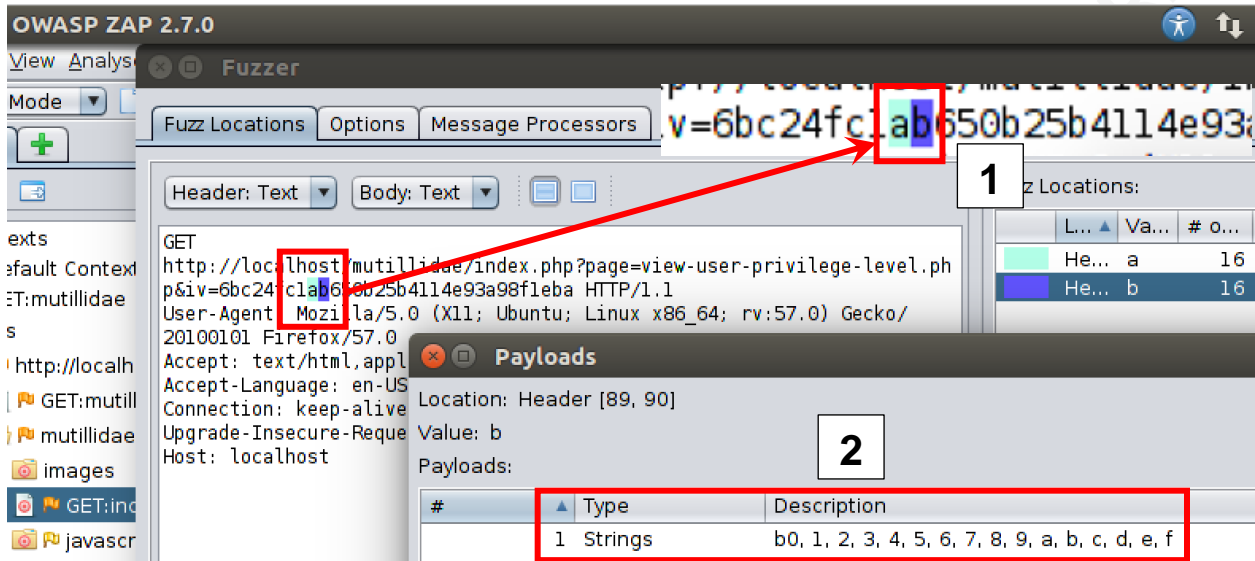 OWASP ZAP 2.7.0
View Analys
Fuzzer
Mode
Fuzz Locations Options Message Processors
v=6bc24fc1ab650b25b4114e93a
1
Header: Text Body: Text
z Locations:
L... Va... # o...
He... a 16
He... b 16
exts
efault Context
ET:mutillidae
s
http://localh
GET:mutill
mutillidae
images
GET:ind
javascr
GET
http://localhost/mutillidae/index.php?page=view-user-privilege-level.ph
p&iv=6bc24fc1ab650b25b4114e93a98f1eba HTTP/1.1
User-Agent: Mozilla/5.0 (X11; Ubuntu; Linux x86_64; rv:57.0) Gecko/
20100101 Firefox/57.0
Accept: text/html,appl
Accept-Language: en-US
Connection: keep-alive
Upgrade-Insecure-Reque
Host: localhost
Payloads
Location: Header [89, 90]
Value: b
2
Payloads:
# Type Description
1 Strings b0, 1, 2, 3, 4, 5, 6, 7, 8, 9, a, b, c, d, e, f